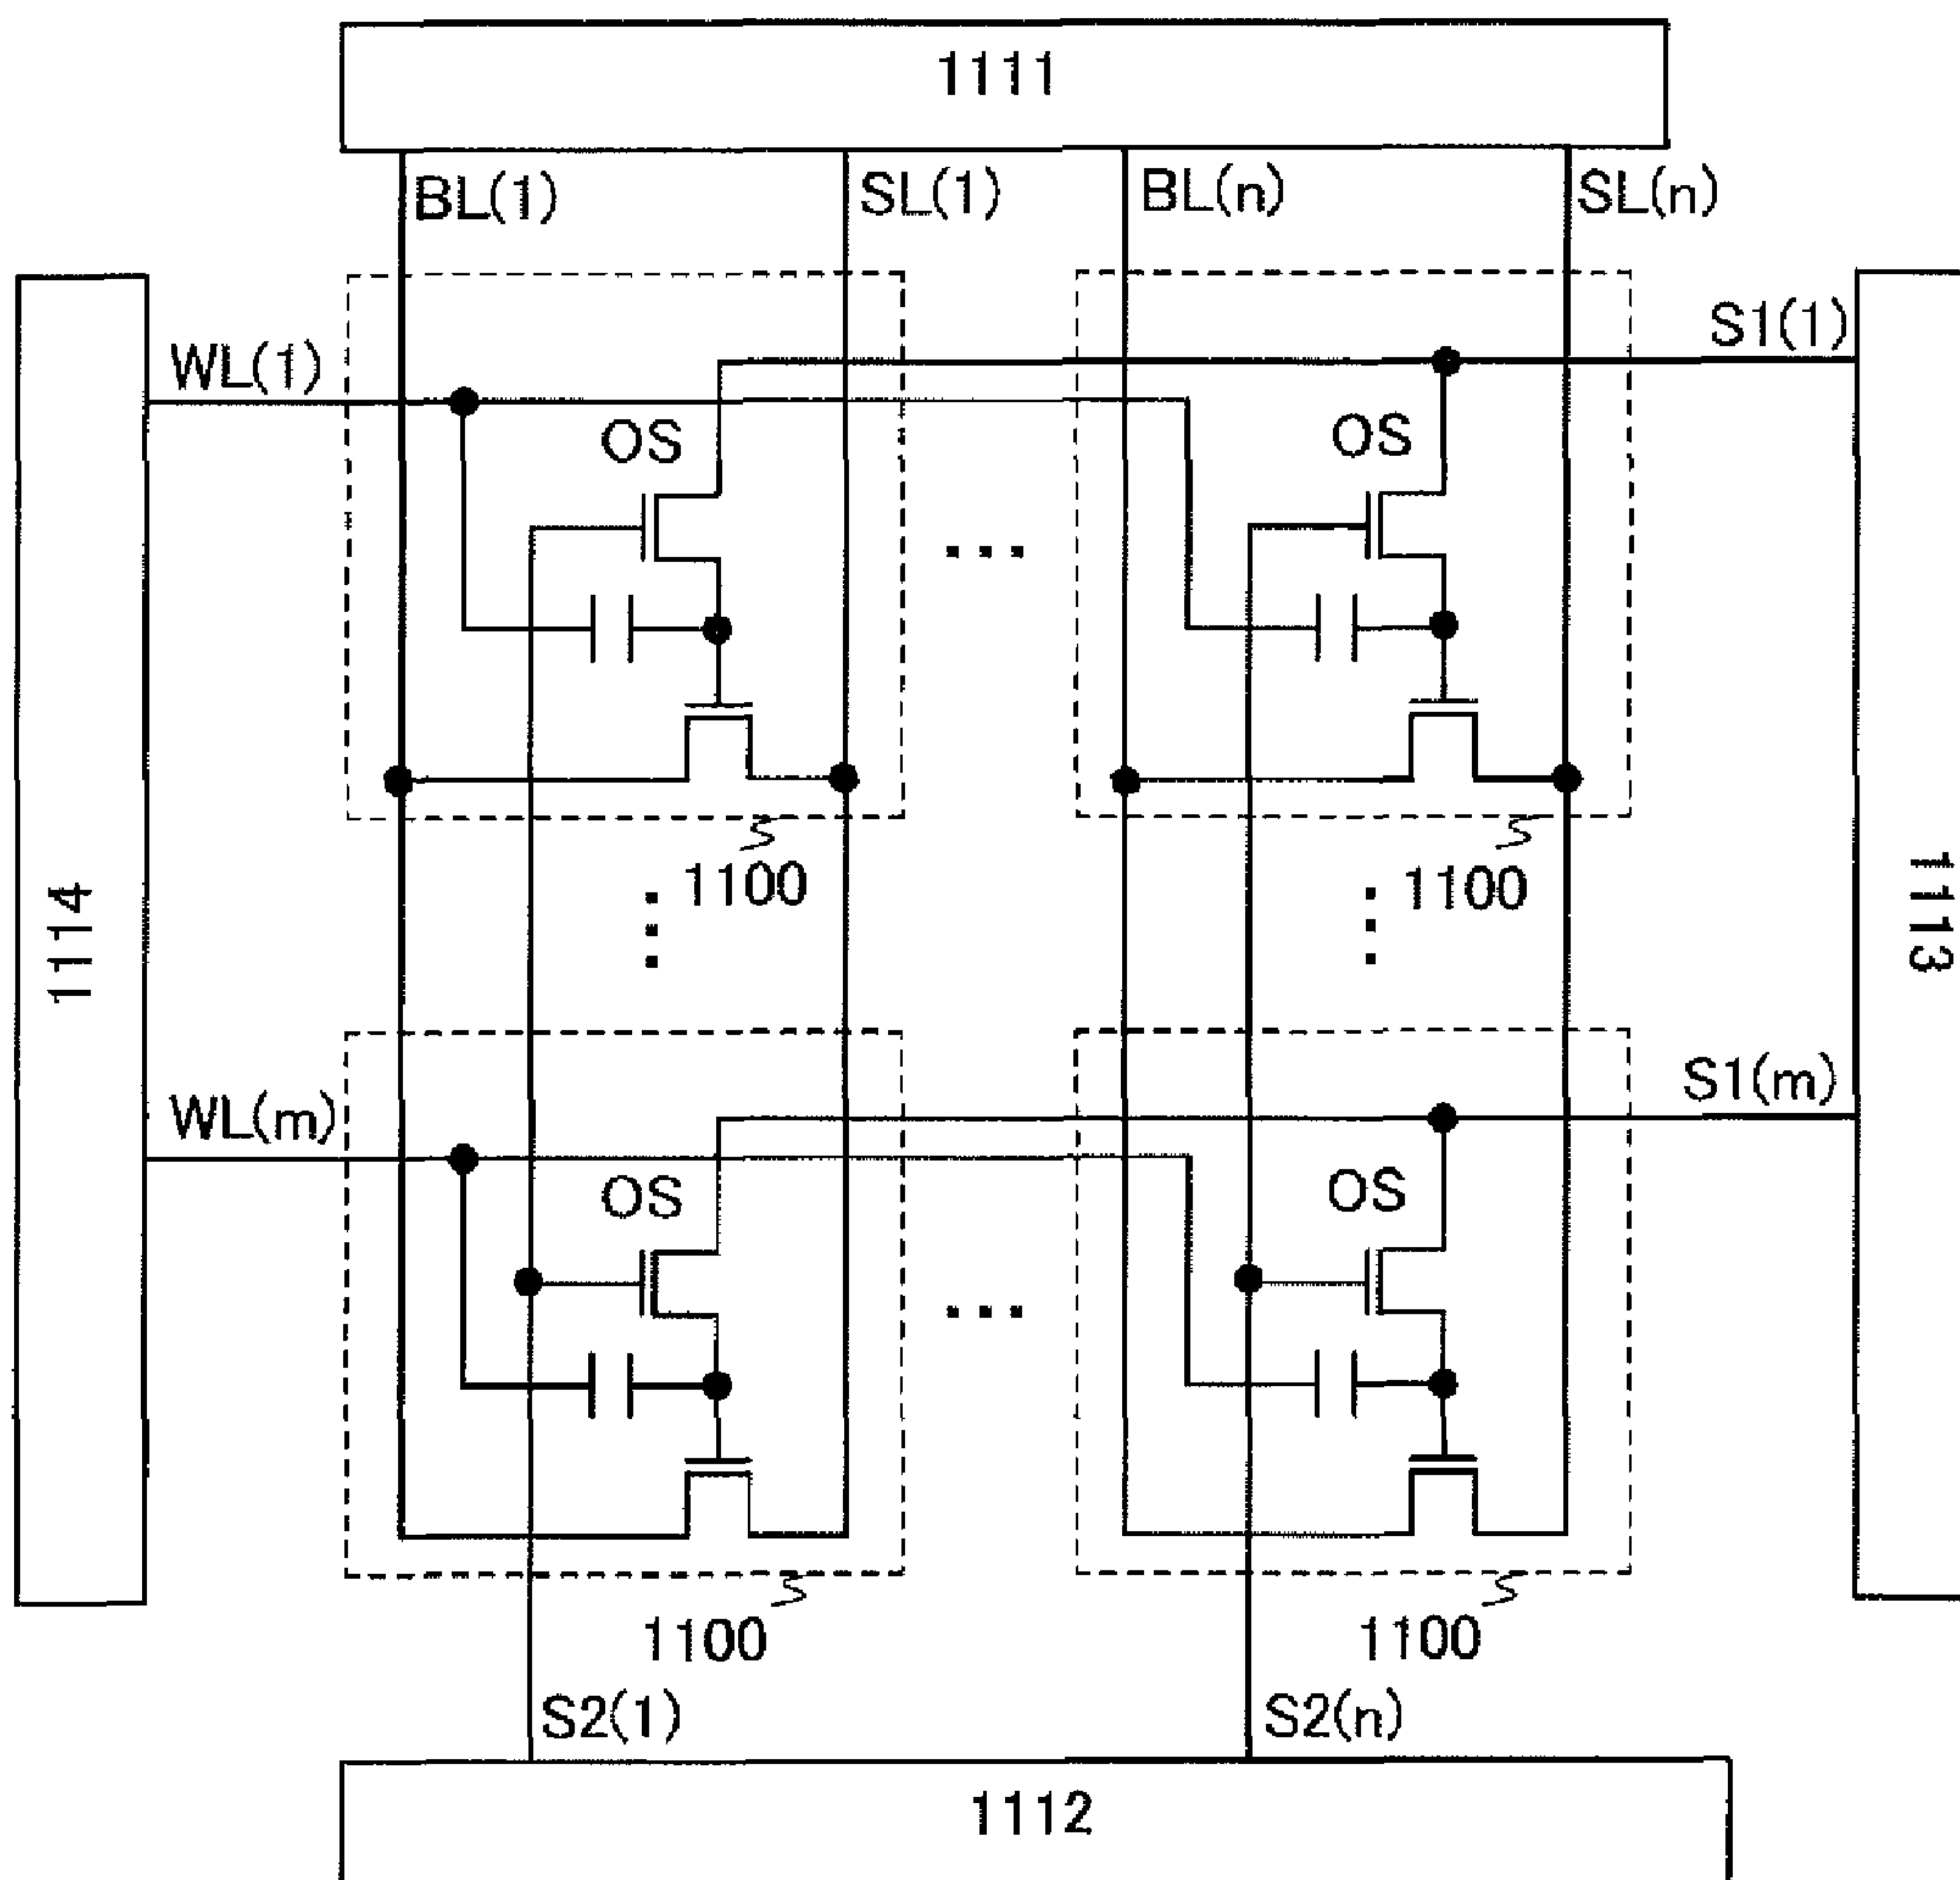 1111
BL(1)
SL(1)
BL(n)
SL(n)
S1(1)
WL(1)
OS
OS
1100
1100
1114
1113
S1(m)
WL(m)
OS
OS
1100
1100
S2(1)
S2(n)
1112